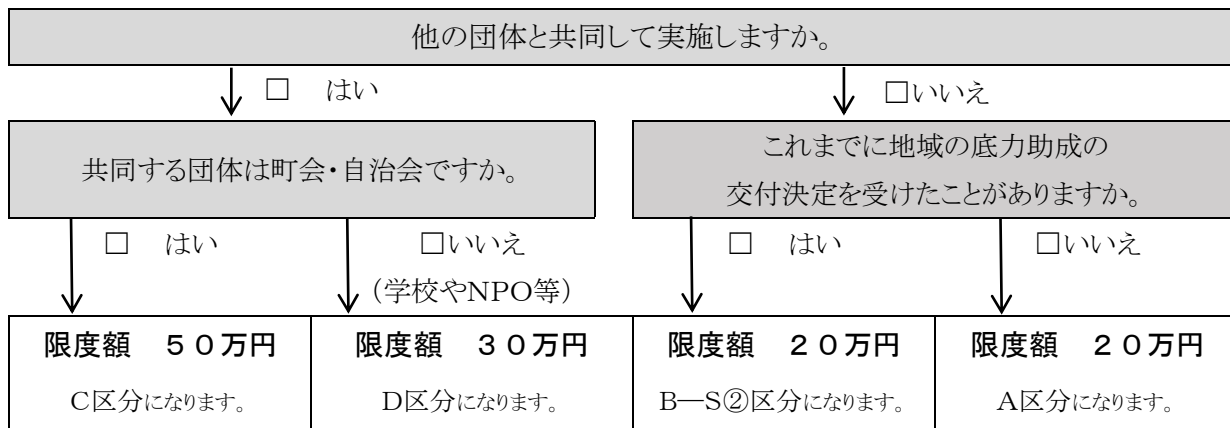 他の団体と共同して実施しますか。
□ はい
□いいえ
共同する団体は町会・自治会ですか。
これまでに地域の底力助成の
交付決定を受けたことがありますか。
□ はい
□いいえ
（学校やNPO等）
□ はい
□いいえ
限度額 ５０万円
C区分になります。
限度額 ３０万円
D区分になります。
限度額 ２０万円
B―S②区分になります。
限度額 ２０万円
A区分になります。